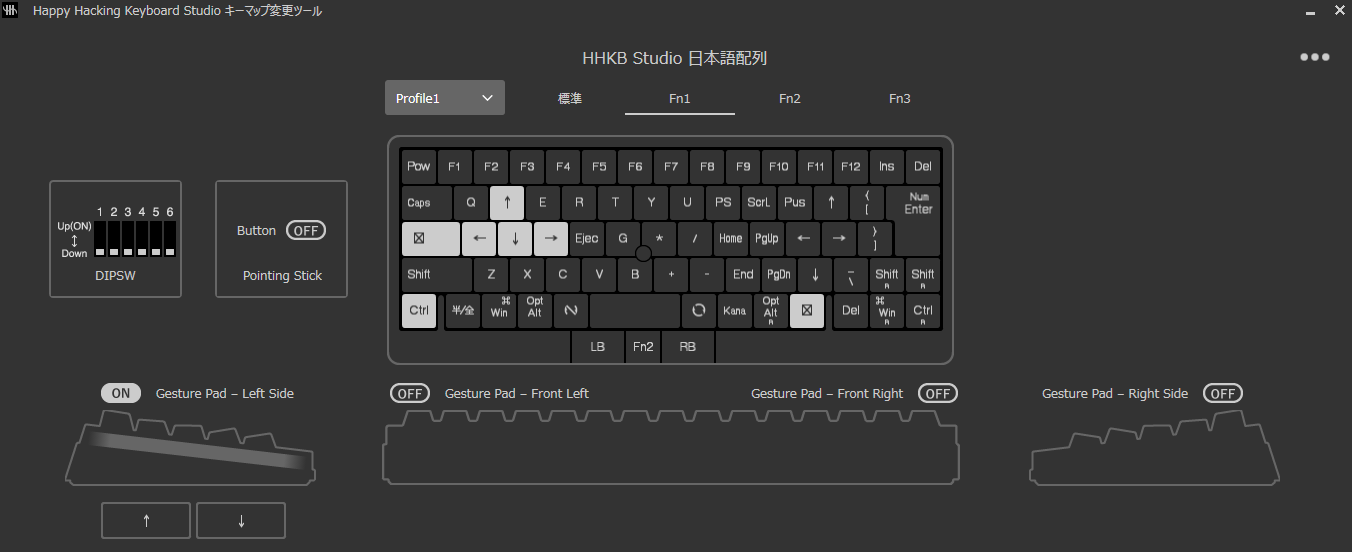 Happy Hacking Keyboard Studio キーマップ変更ツール
HHKB Studio 日本語配列
Profile1 標準 Fn1 Fn2 Fn3
Pow F1 F2 F3 F4 F5 F6 F7 F8 F9 F10 F11 F12 Ins Del
Caps Q ↑ E R T Y U PS ScrL Pus ↑ { [ Num Enter
← ↓ → Ejec G * / Home PgUp ← → } ]
Shift Z X C V B + - End PgDn ↓ _ \ Shift R Shift R
Ctrl 半/全 ⌘ Win Opt Alt Kana Opt Alt R Del ⌘ Win R Ctrl R
LB Fn2 RB
1 2 3 4 5 6
Up(ON)
↕
Down
DIPSW
Button OFF
Pointing Stick
ON Gesture Pad – Left Side
OFF Gesture Pad – Front Left
Gesture Pad – Front Right OFF
Gesture Pad – Right Side OFF
↑ ↓